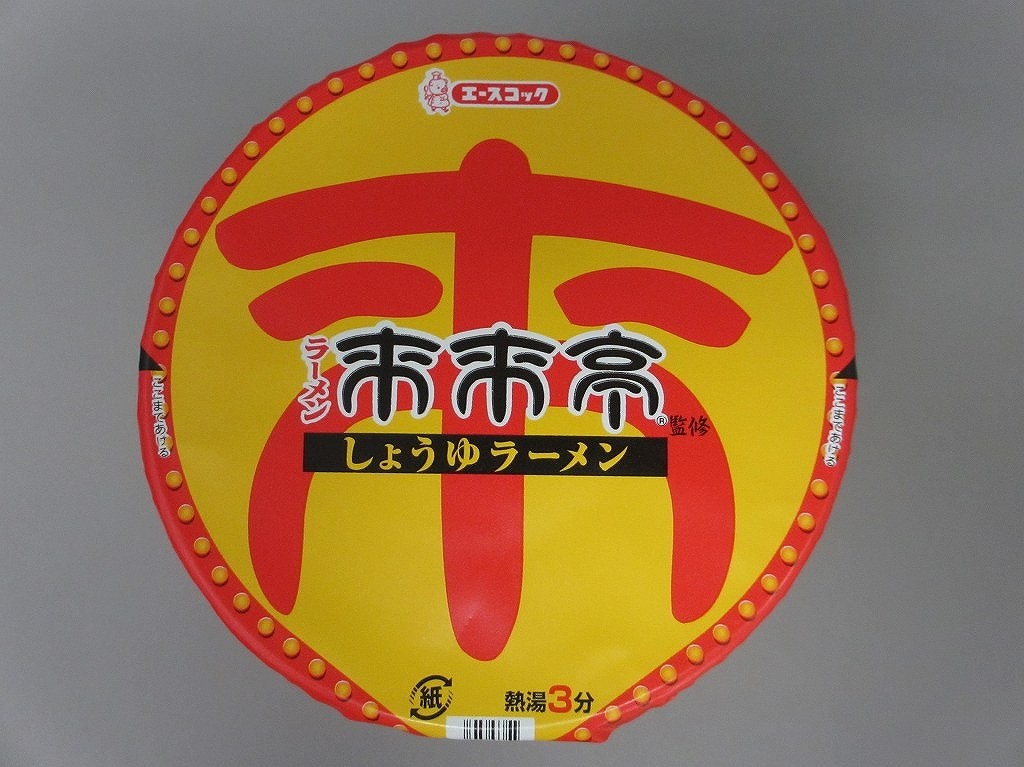 エースコック
来
ラーメン
来来亭®
監修
しょうゆラーメン
ここまであける
ここまであける
紙
熱湯3分